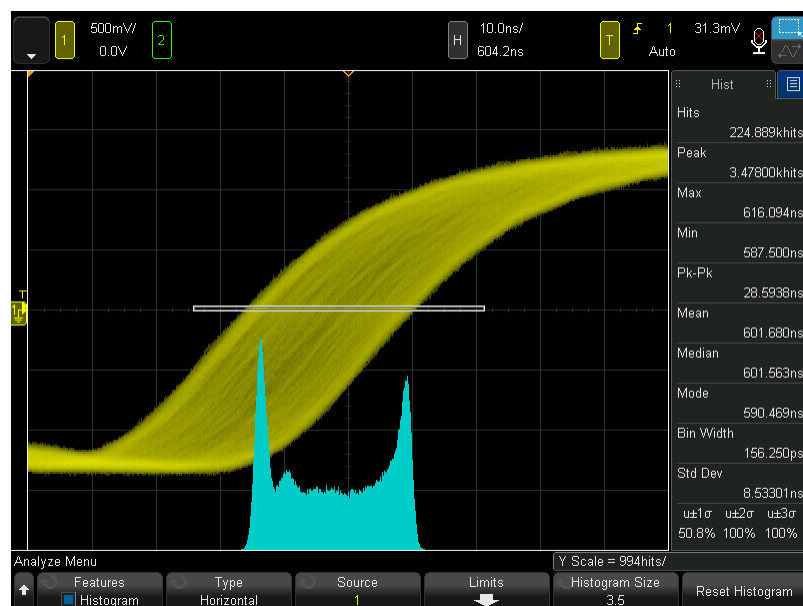 1 500mV/ 2 H 10.0ns/ T 1 31.3mV
0.0V 604.2ns Auto
Hist
Hits
224.889khits
Peak
3.47800khits
Max
616.094ns
Min
587.500ns
Pk-Pk
28.5938ns
Mean
601.680ns
Median
601.563ns
Mode
590.469ns
Bin Width
156.250ps
Std Dev
8.53301ns
u±1σ u±2σ u±3σ
50.8% 100% 100%
T
1
Analyze Menu Y Scale = 994hits/
Features Type Source Limits Histogram Size Reset Histogram
Histogram Horizontal 1 3.5